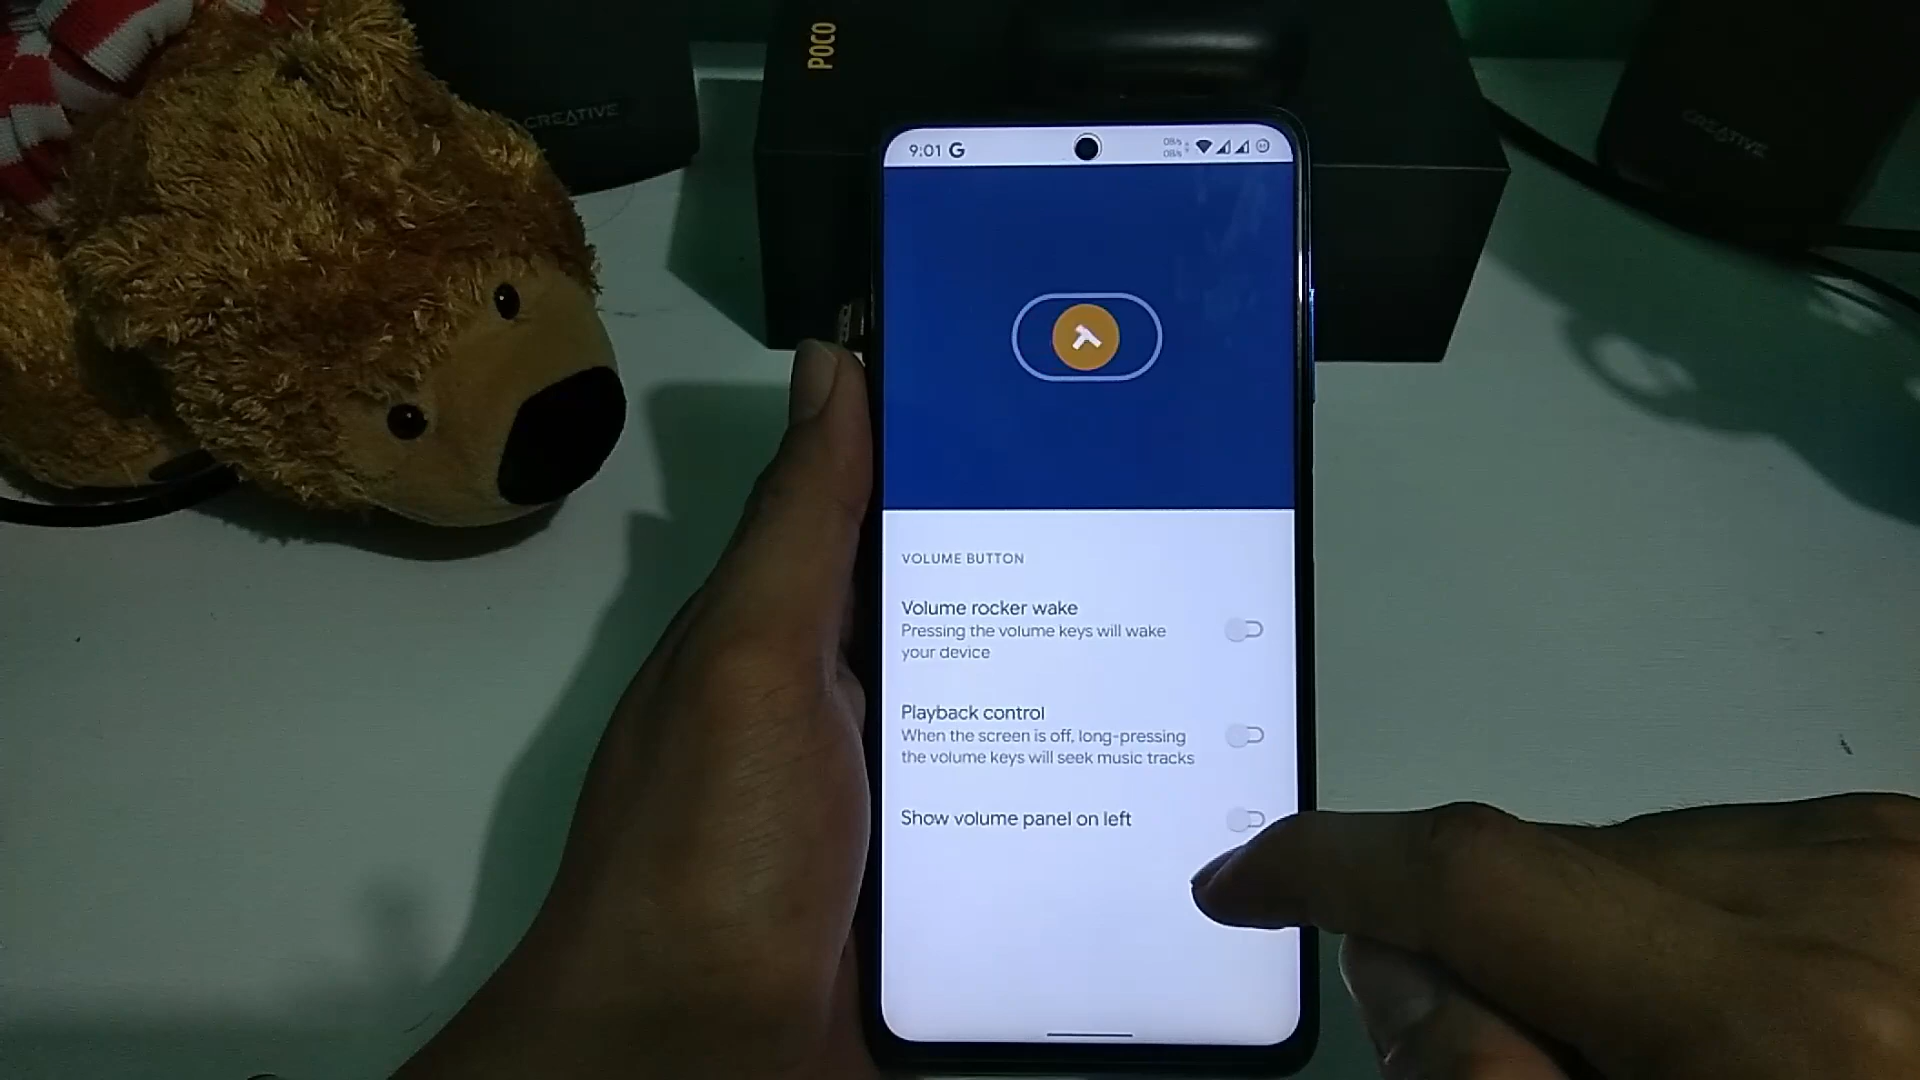 POCO
CREATIVE
CREATIVE
9:01 G
0B/s
0B/s
VOLUME BUTTON
Volume rocker wake
Pressing the volume keys will wake
your device
Playback control
When the screen is off, long-pressing
the volume keys will seek music tracks
Show volume panel on left